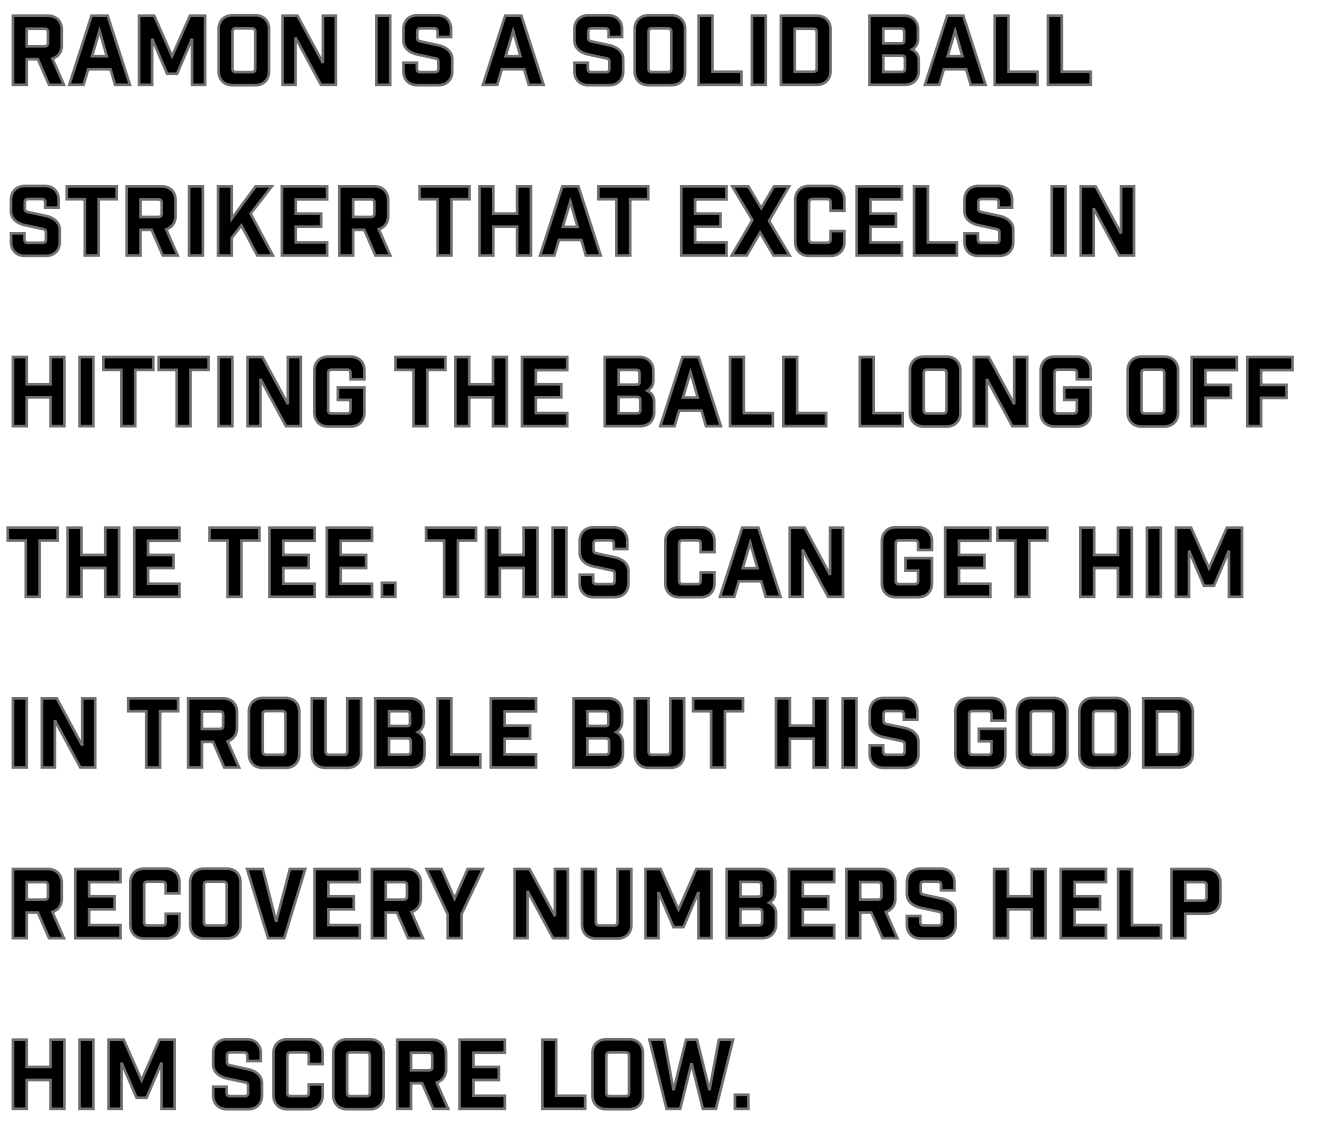 RAMON IS A SOLID BALL
STRIKER THAT EXCELS IN
HITTING THE BALL LONG OFF
THE TEE. THIS CAN GET HIM
IN TROUBLE BUT HIS GOOD
RECOVERY NUMBERS HELP
HIM SCORE LOW.